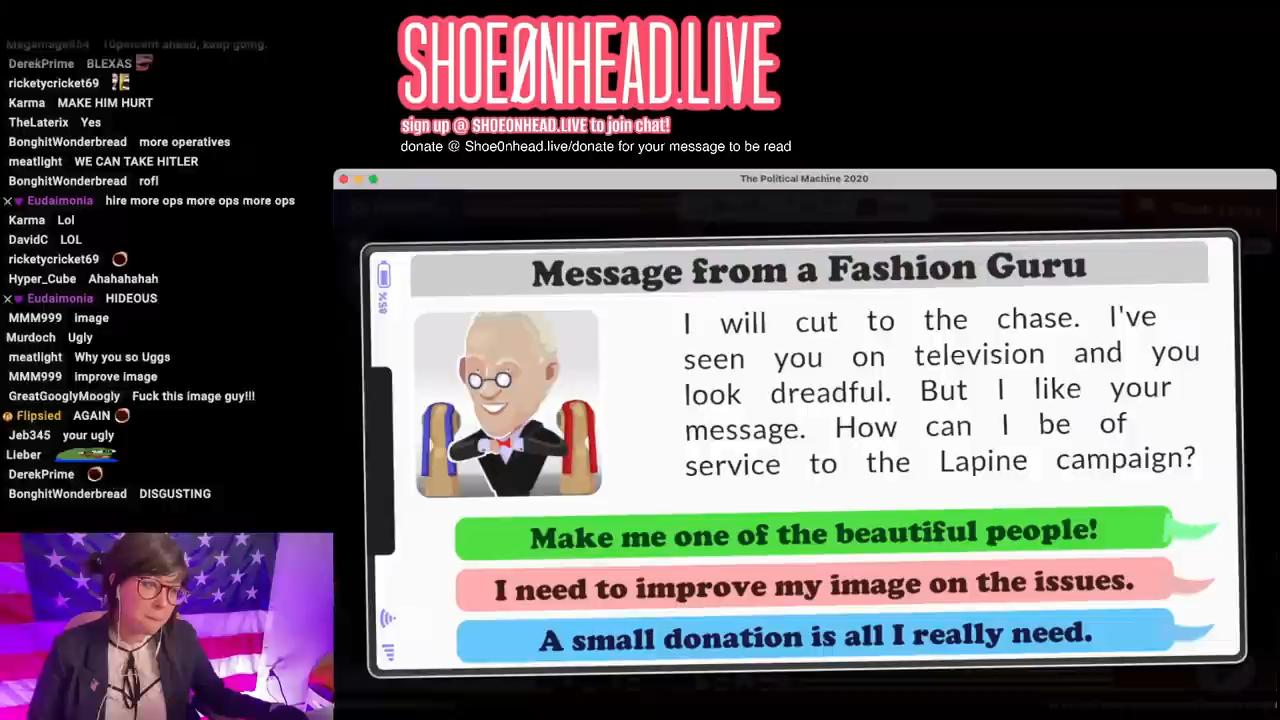 DerekPrime BLEXAS
ricketycricket69
Karma MAKE HIM HURT
TheLaterix Yes
BonghitWonderbread more operatives
meatlight WE CAN TAKE HITLER
BonghitWonderbread rofl
Eudaimonia hire more ops more ops more ops
Karma Lol
DavidC LOL
ricketycricket69
Hyper_Cube Ahahahahah
Eudaimonia HIDEOUS
MMM999 image
Murdoch Ugly
meatlight Why you so Uggs
MMM999 improve image
GreatGooglyMoogly Fuck this image guy!!!
Flipsied AGAIN
Jeb345 your ugly
Lieber
DerekPrime
BonghitWonderbread DISGUSTING
SHOEØNHEAD.LIVE
sign up @ SHOE0NHEAD.LIVE to join chat!
donate @ Shoe0nhead.live/donate for your message to be read
The Political Machine 2020
Message from a Fashion Guru
I will cut to the chase. I've
seen you on television and you
look dreadful. But I like your
message. How can I be of
service to the Lapine campaign?
Make me one of the beautiful people!
I need to improve my image on the issues.
A small donation is all I really need.